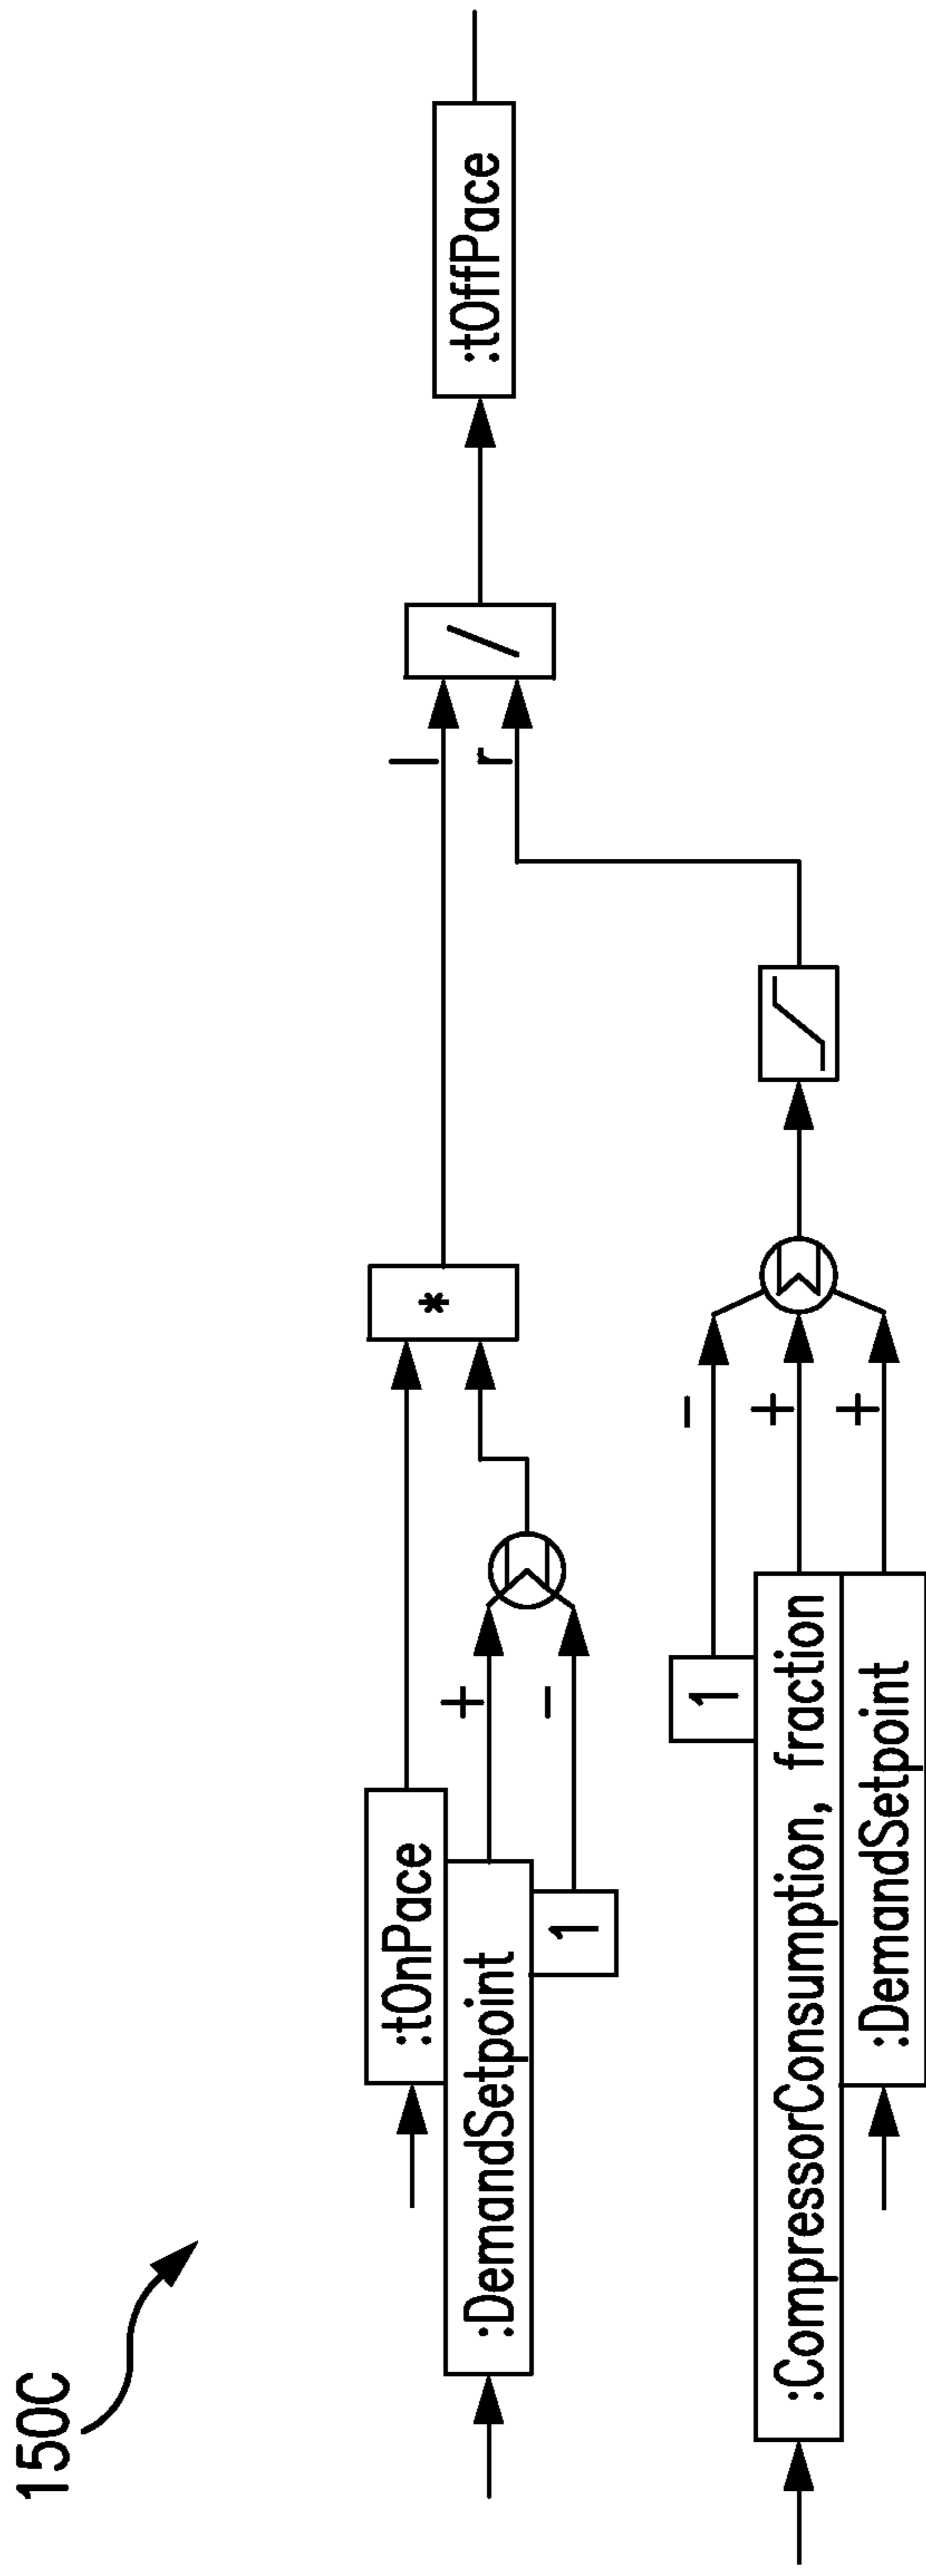 150C
:tOnPace
:DemandSetpoint
1
+
-
*
l
r
/
:tOffPace
1
:CompressorConsumption, fraction
:DemandSetpoint
-
+
+
Σ
Σ